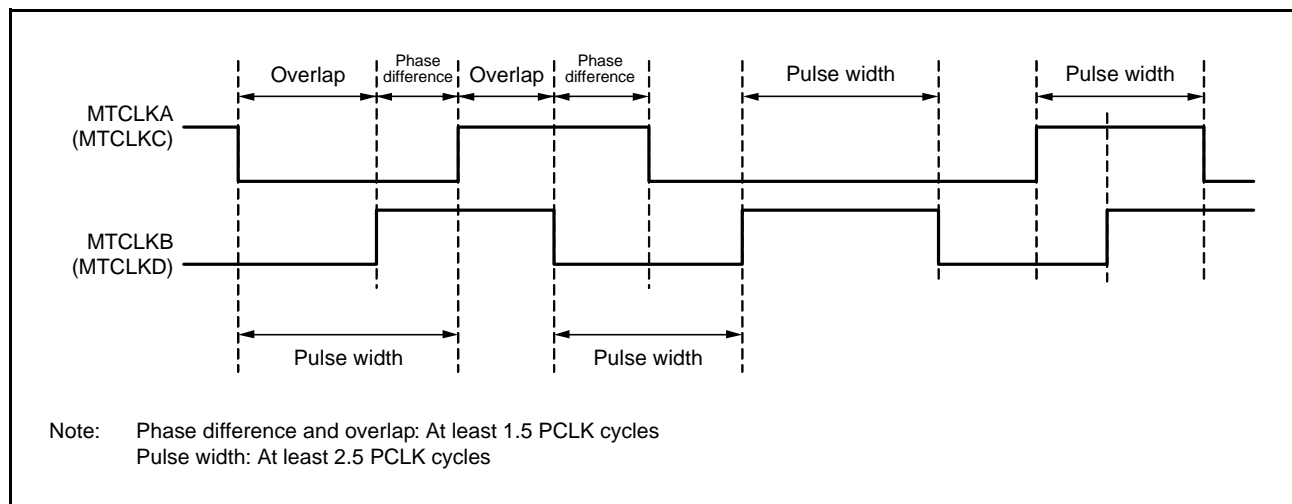 Overlap
Phase
difference
Overlap
Phase
difference
Pulse width
Pulse width
MTCLKA
(MTCLKC)
MTCLKB
(MTCLKD)
Pulse width
Pulse width
Note: Phase difference and overlap: At least 1.5 PCLK cycles
Pulse width: At least 2.5 PCLK cycles